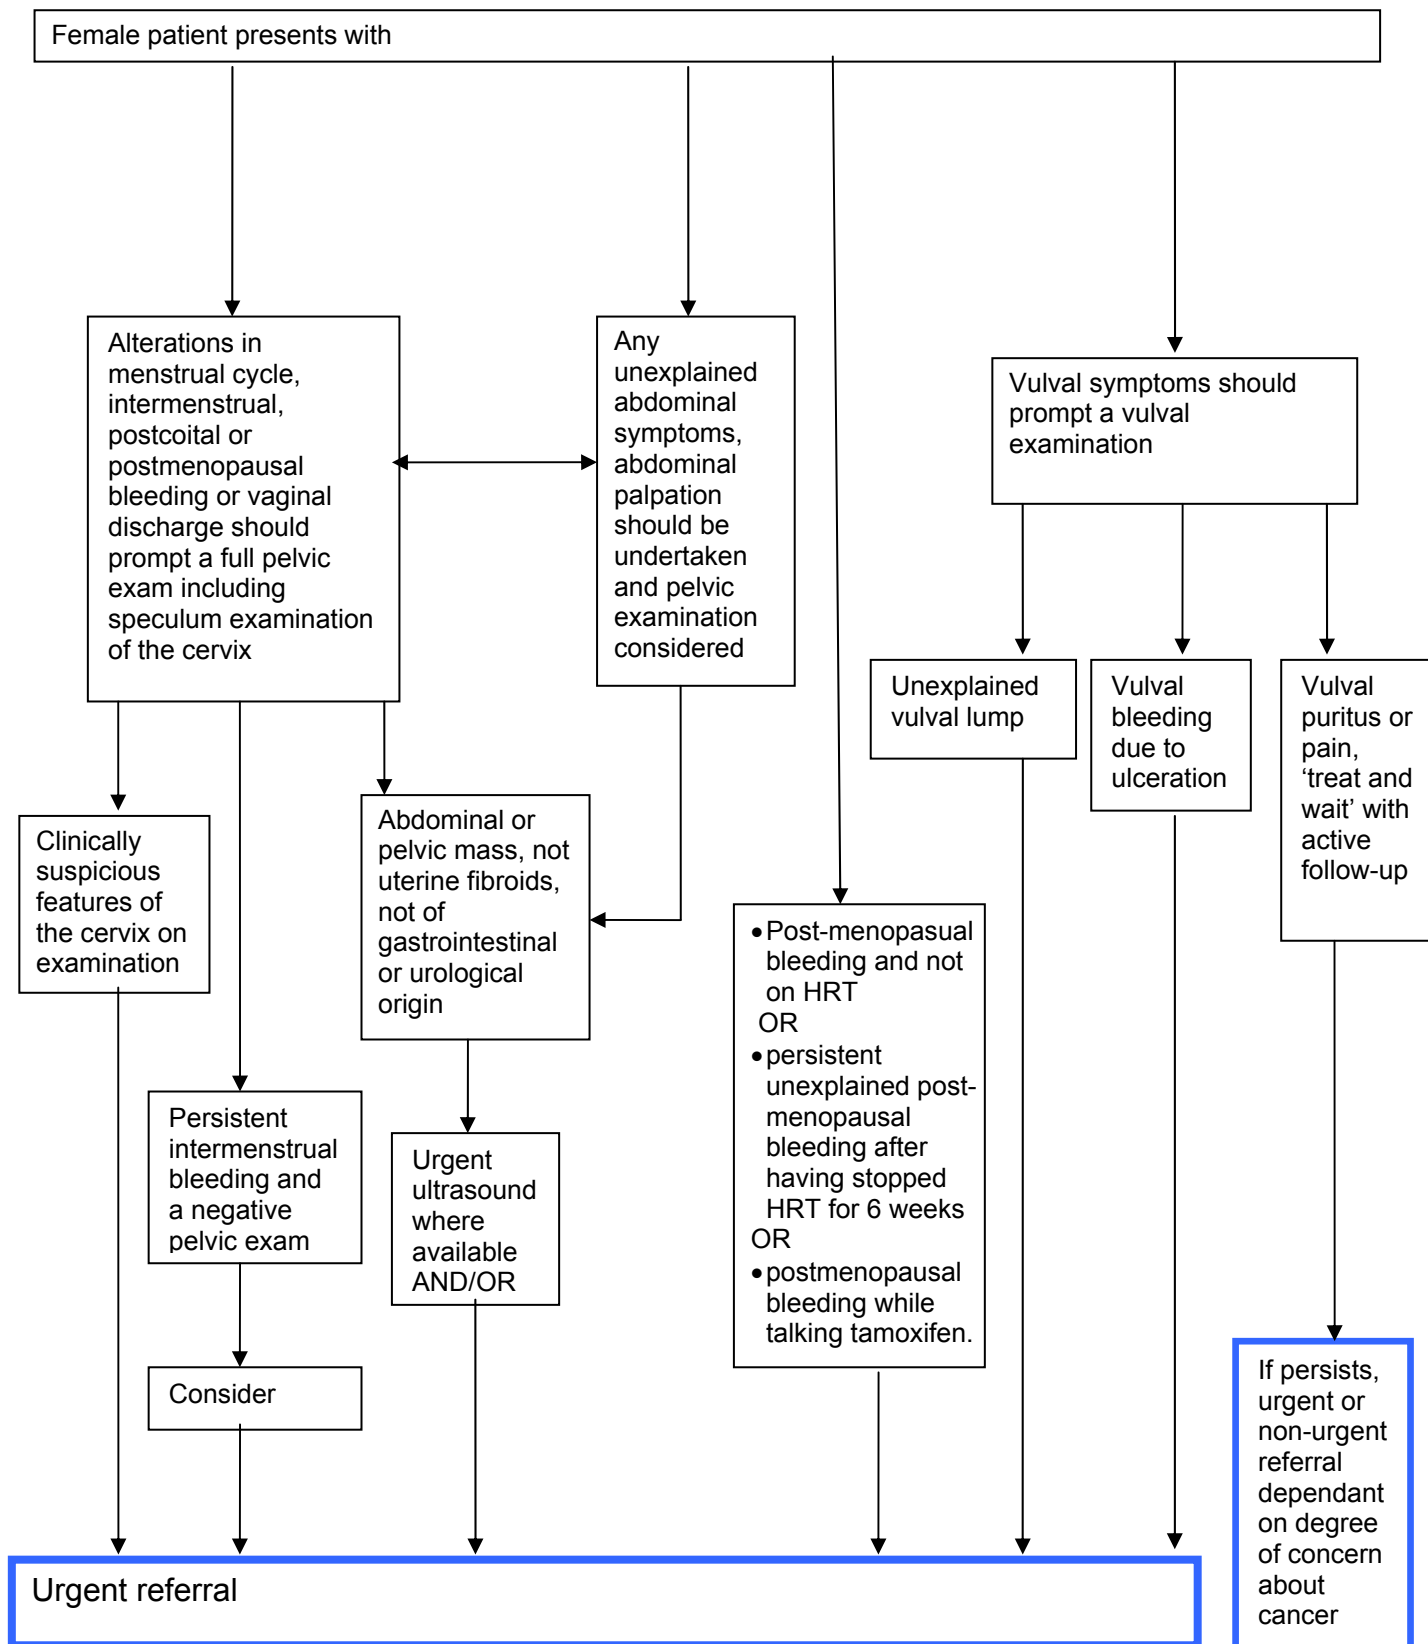 Female patient presents with
Alterations in
menstrual cycle,
intermenstrual,
postcoital or
postmenopausal
bleeding or vaginal
discharge should
prompt a full pelvic
exam including
speculum examination
of the cervix
Any
unexplained
abdominal
symptoms,
abdominal
palpation
should be
undertaken
and pelvic
examination
considered
Vulval symptoms should
prompt a vulval
examination
Unexplained
vulval lump
Vulval
bleeding
due to
ulceration
Vulval
puritus or
pain,
‘treat and
wait’ with
active
follow-up
Clinically
suspicious
features of
the cervix on
examination
Abdominal or
pelvic mass, not
uterine fibroids,
not of
gastrointestinal
or urological
origin
•Post-menopasual
bleeding and not
on HRT
OR
•persistent
unexplained post-
menopausal
bleeding after
having stopped
HRT for 6 weeks
OR
•postmenopausal
bleeding while
talking tamoxifen.
Persistent
intermenstrual
bleeding and
a negative
pelvic exam
Urgent
ultrasound
where
available
AND/OR
Consider
If persists,
urgent or
non-urgent
referral
dependant
on degree
of concern
about
cancer
Urgent referral